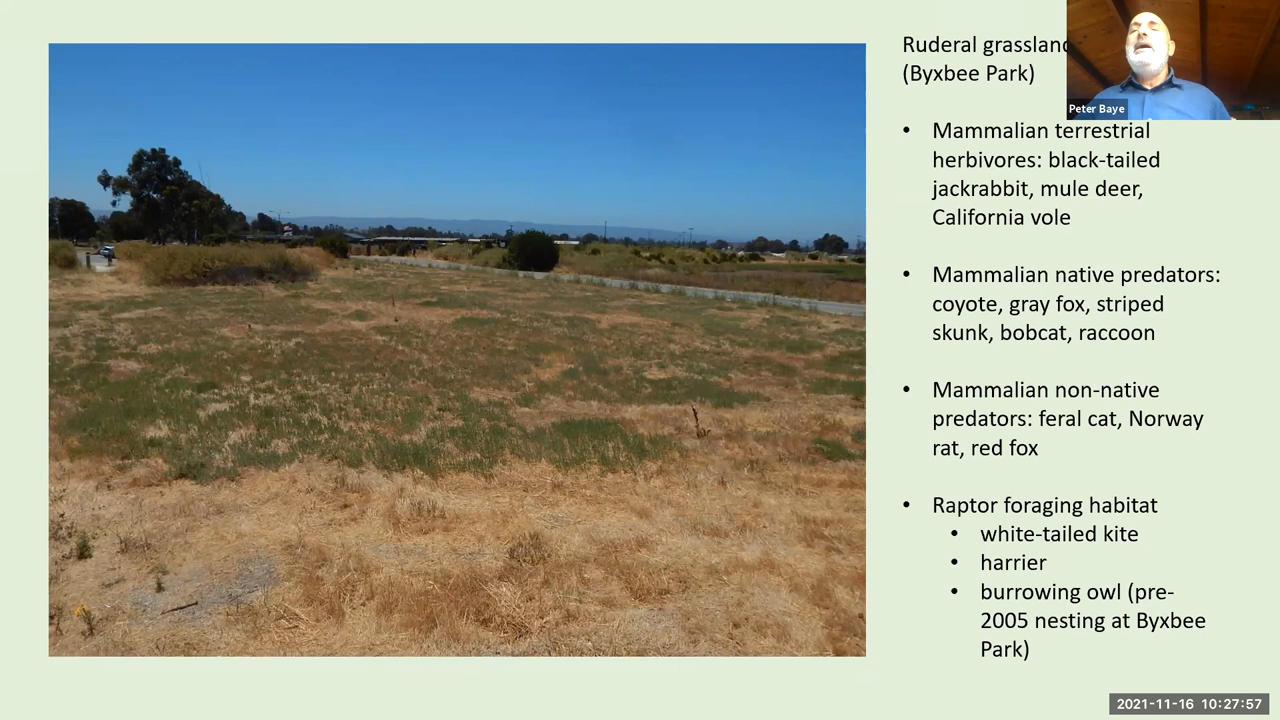 Ruderal grassland
(Byxbee Park)
Peter Baye
• Mammalian terrestrial
herbivores: black-tailed
jackrabbit, mule deer,
California vole
• Mammalian native predators:
coyote, gray fox, striped
skunk, bobcat, raccoon
• Mammalian non-native
predators: feral cat, Norway
rat, red fox
• Raptor foraging habitat
• white-tailed kite
• harrier
• burrowing owl (pre-
2005 nesting at Byxbee
Park)
2021-11-16 10:27:57